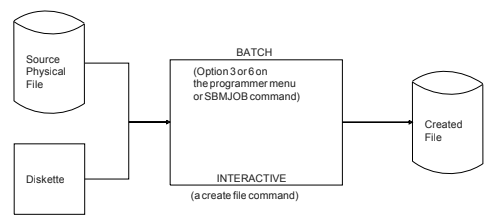 Source
Physical
File
Diskette
BATCH
(Option 3 or 6 on
the programmer menu
or SBMJOB command)
INTERACTIVE
(a create file command)
Created
File